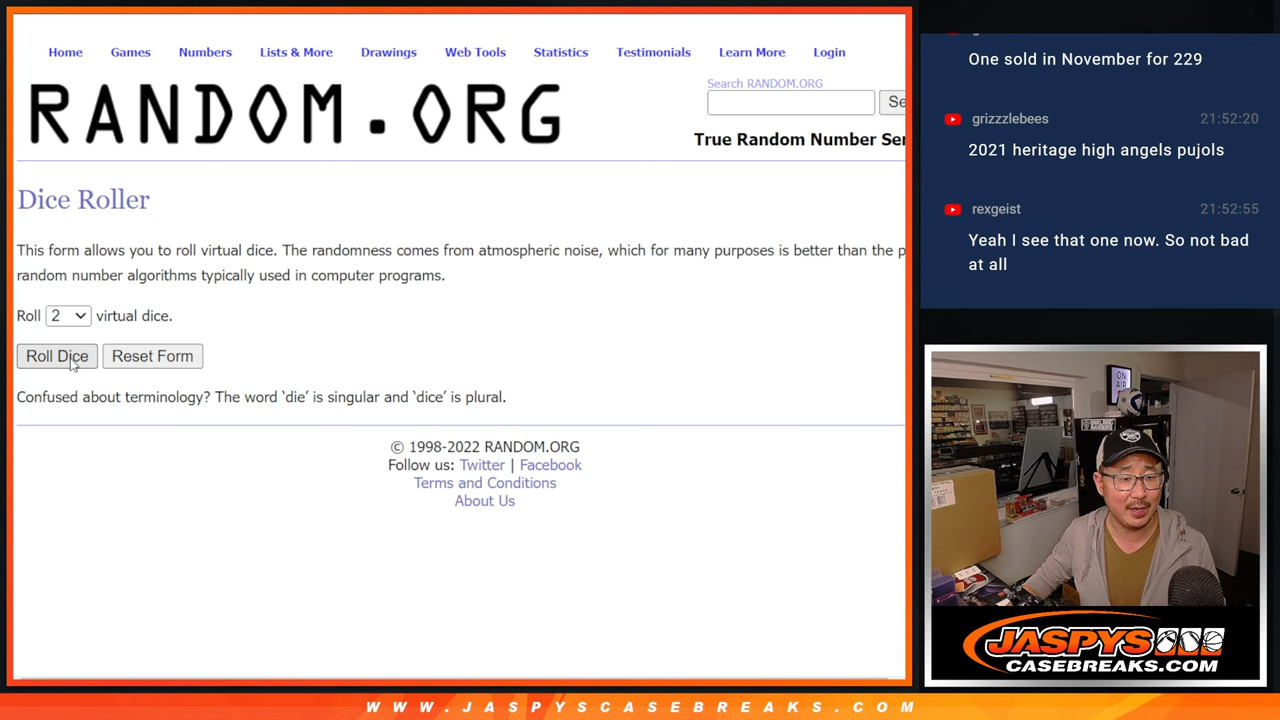 Home Games Numbers Lists & More Drawings Web Tools Statistics Testimonials Learn More Login
RANDOM.ORG
Search RANDOM.ORG
Se
True Random Number Ser
Dice Roller
This form allows you to roll virtual dice. The randomness comes from atmospheric noise, which for many purposes is better than the p
random number algorithms typically used in computer programs.
Roll 2 virtual dice.
Roll Dice Reset Form
Confused about terminology? The word ‘die’ is singular and ‘dice’ is plural.
© 1998-2022 RANDOM.ORG
Follow us: Twitter | Facebook
Terms and Conditions
About Us
One sold in November for 229
grizzzlebees 21:52:20
2021 heritage high angels pujols
rexgeist 21:52:55
Yeah I see that one now. So not bad
at all
ON
AIR
JASPYS
CASEBREAKS.COM
WWW.JASPYSCASEBREAKS.COM